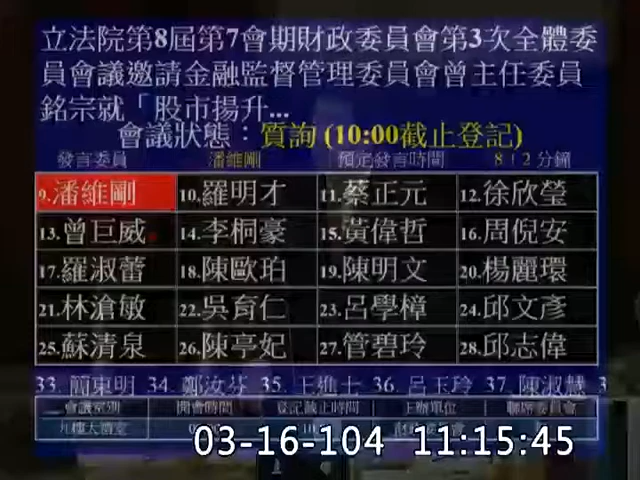 立法院第8屆第7會期財政委員會第3次全體委
員會議邀請金融監督管理委員會曾主任委員
銘宗就「股市揚升...
會議狀態：質詢 (10:00截止登記)
發言委員 潘維剛 預定發言時間 8 / 2 分鐘
9.潘維剛 10.羅明才 11.蔡正元 12.徐欣瑩
13.曾巨威 14.李桐豪 15.黃偉哲 16.周倪安
17.羅淑蕾 18.陳歐珀 19.陳明文 20.楊麗環
21.林滄敏 22.吳育仁 23.呂學樟 24.邱文彥
25.蘇清泉 26.陳亭妃 27.管碧玲 28.邱志偉
33. 簡東明 34. 鄭汝芬 35. 王進士 36. 呂玉玲 37. 陳淑慧 3
會議室別 開會時間 登記截止時間 主辦單位 聯席委員會
九樓大禮堂
03-16-104 11:15:45